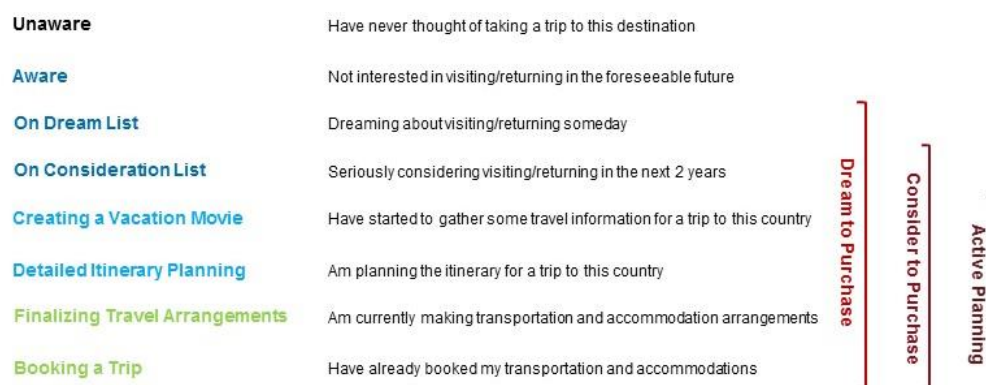 Unaware Have never thought of taking a trip to this destination
Aware Not interested in visiting/returning in the foreseeable future
On Dream List Dreaming about visiting/returning someday
On Consideration List Seriously considering visiting/returning in the next 2 years
Creating a Vacation Movie Have started to gather some travel information for a trip to this country
Detailed Itinerary Planning Am planning the itinerary for a trip to this country
Finalizing Travel Arrangements Am currently making transportation and accommodation arrangements
Booking a Trip Have already booked my transportation and accommodations
Dream to Purchase
Consider to Purchase
Active Planning